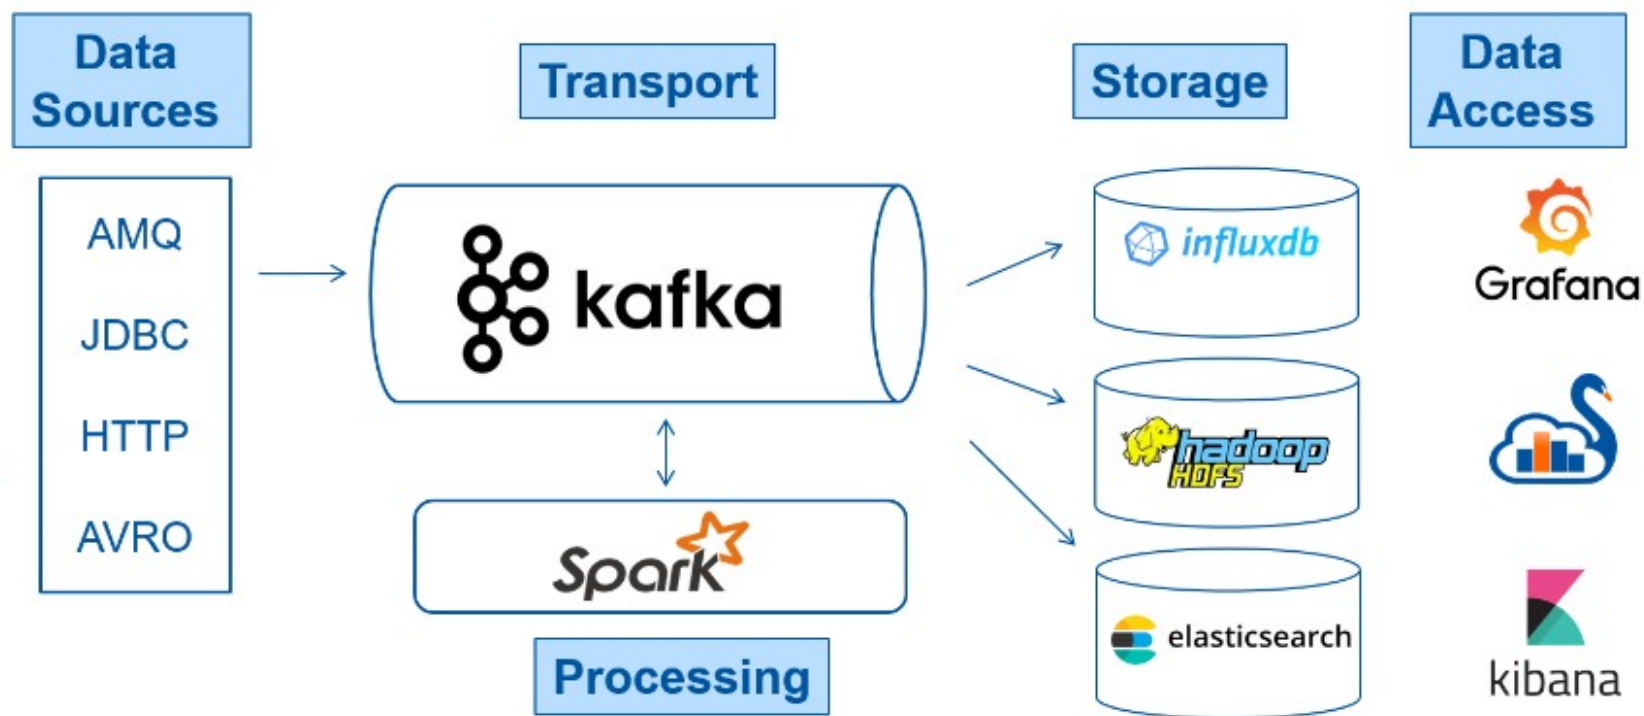 Data
Sources
Transport
Storage
Data
Access
AMQ
JDBC
HTTP
AVRO
kafka
Spark
Processing
influxdb
hadoop
HDFS
elasticsearch
Grafana
kibana